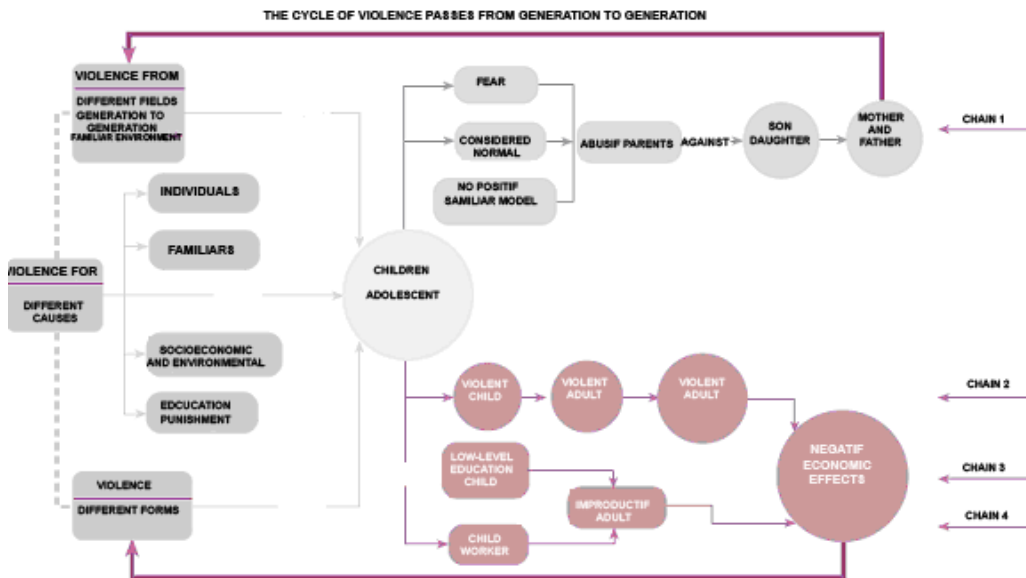 THE CYCLE OF VIOLENCE PASSES FROM GENERATION TO GENERATION
VIOLENCE FROM
DIFFERENT FIELDS
GENERATION TO
GENERATION
FAMILIAR ENVIRONMENT
INDIVIDUALS
FAMILIARS
VIOLENCE FOR
DIFFERENT
CAUSES
SOCIOECONOMIC
AND ENVIRONMENTAL
EDCUCATION
PUNISHMENT
VIOLENCE
DIFFERENT FORMS
CHILDREN
ADOLESCENT
FEAR
CONSIDERED
NORMAL
NO POSITIF
SAMILIAR MODEL
ABUSIF PARENTS
AGAINST
SON
DAUGHTER
MOTHER
AND
FATHER
CHAIN 1
VIOLENT
CHILD
VIOLENT
ADULT
VIOLENT
ADULT
CHAIN 2
LOW-LEVEL
EDUCATION
CHILD
IMPRODUCTIF
ADULT
CHILD
WORKER
NEGATIF
ECONOMIC
EFFECTS
CHAIN 3
CHAIN 4